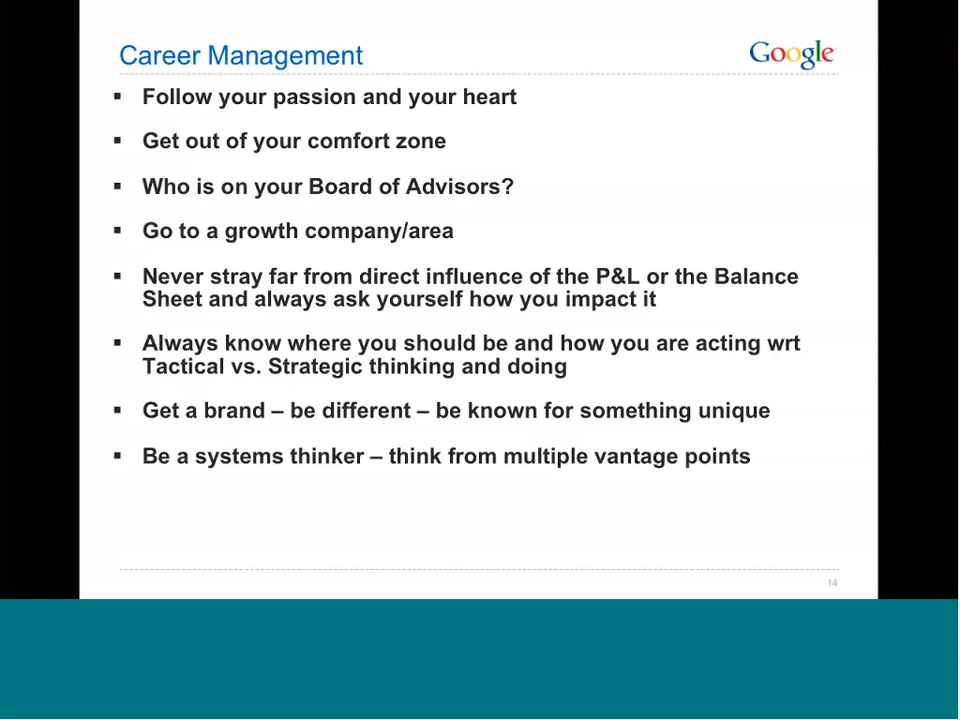 Career Management
Google
▪ Follow your passion and your heart
▪ Get out of your comfort zone
▪ Who is on your Board of Advisors?
▪ Go to a growth company/area
▪ Never stray far from direct influence of the P&L or the Balance
Sheet and always ask yourself how you impact it
▪ Always know where you should be and how you are acting wrt
Tactical vs. Strategic thinking and doing
▪ Get a brand – be different – be known for something unique
▪ Be a systems thinker – think from multiple vantage points
14